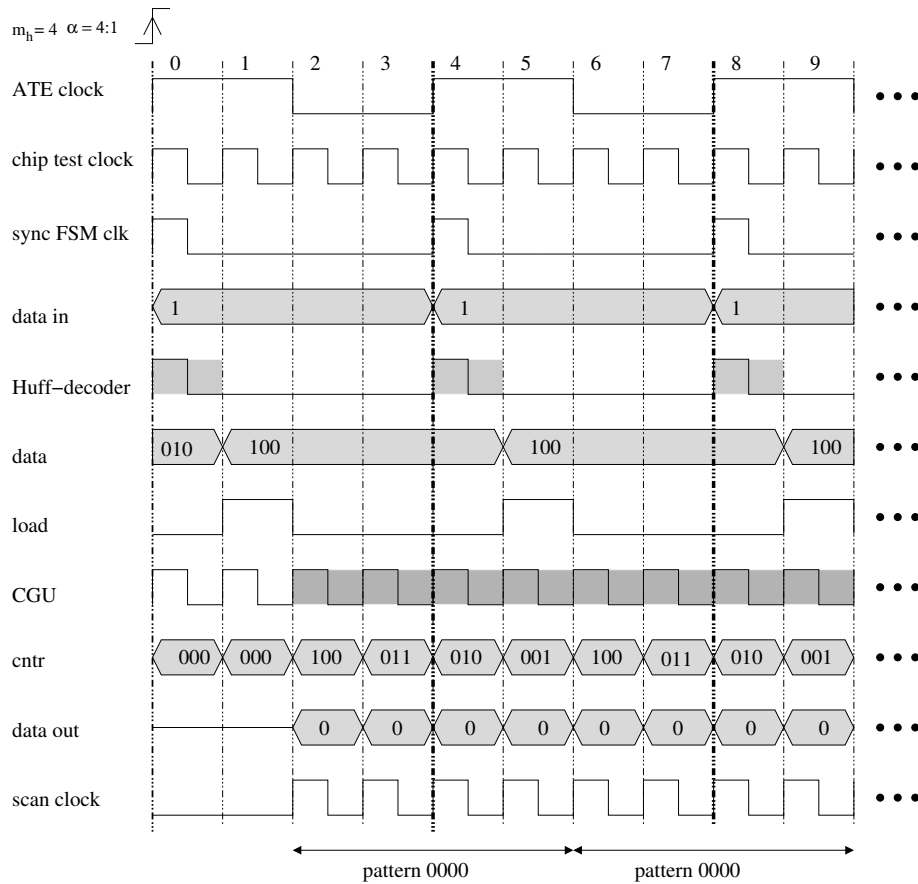 m_h = 4 α = 4:1
0 1 2 3 4 5 6 7 8 9
ATE clock
chip test clock
sync FSM clk
data in 1 1 1
Huff−decoder
data 010 100 100 100
load
CGU
cntr 000 000 100 011 010 001 100 011 010 001
data out 0 0 0 0 0 0 0 0
scan clock
pattern 0000 pattern 0000